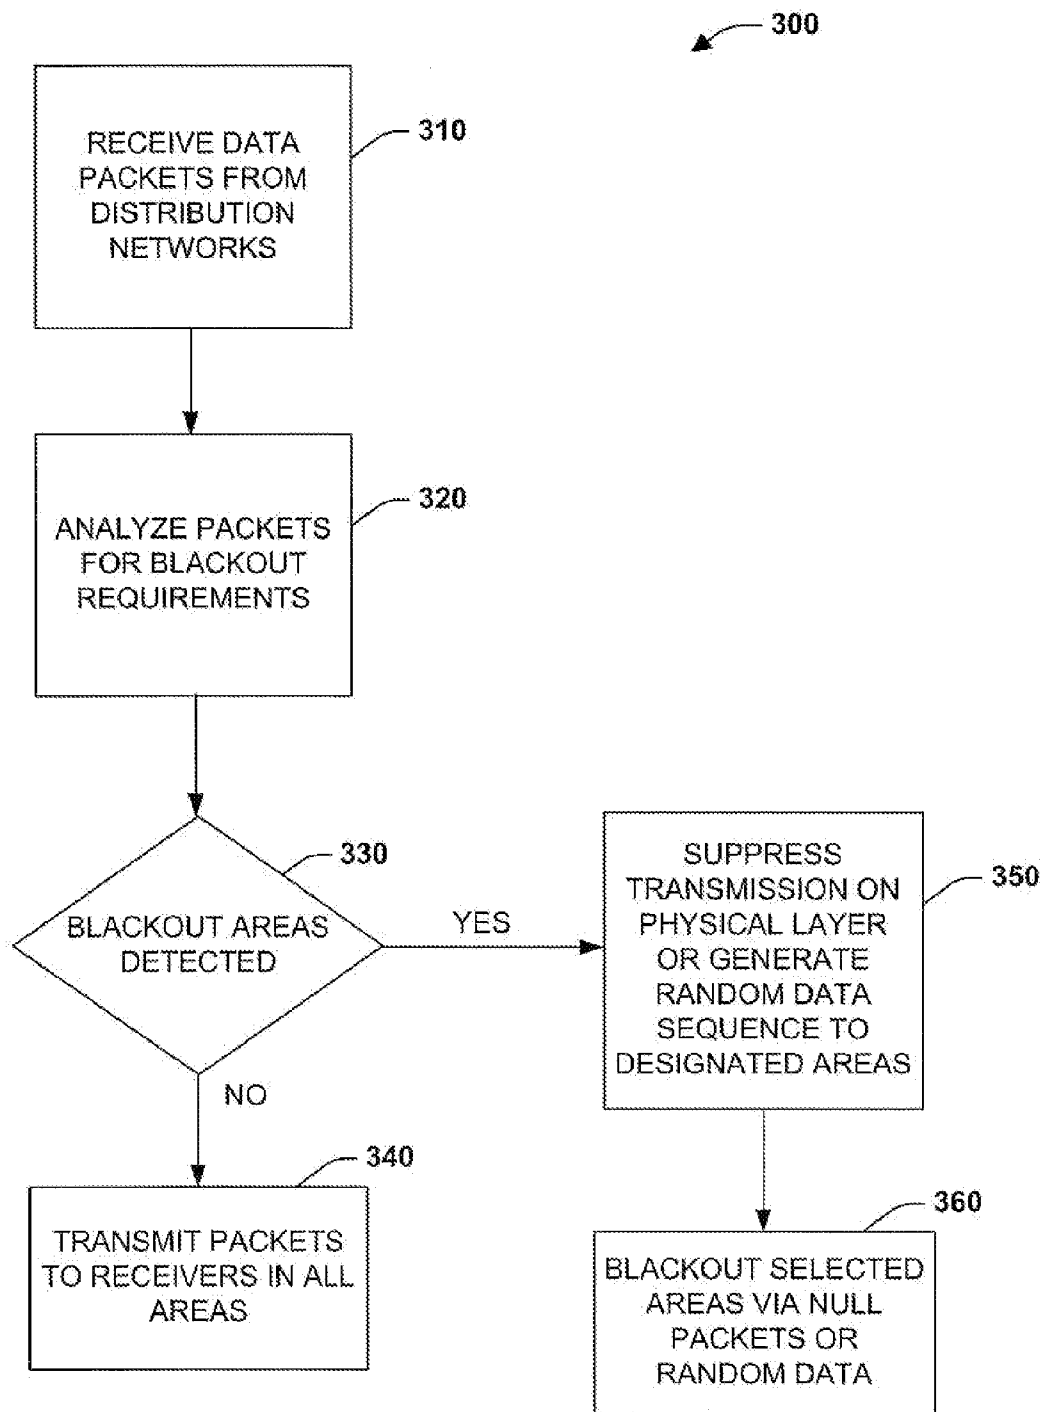 300
310
RECEIVE DATA
PACKETS FROM
DISTRIBUTION
NETWORKS
320
ANALYZE PACKETS
FOR BLACKOUT
REQUIREMENTS
330
BLACKOUT AREAS
DETECTED
YES
350
SUPPRESS
TRANSMISSION ON
PHYSICAL LAYER
OR GENERATE
RANDOM DATA
SEQUENCE TO
DESIGNATED AREAS
NO
340
TRANSMIT PACKETS
TO RECEIVERS IN ALL
AREAS
360
BLACKOUT SELECTED
AREAS VIA NULL
PACKETS OR
RANDOM DATA